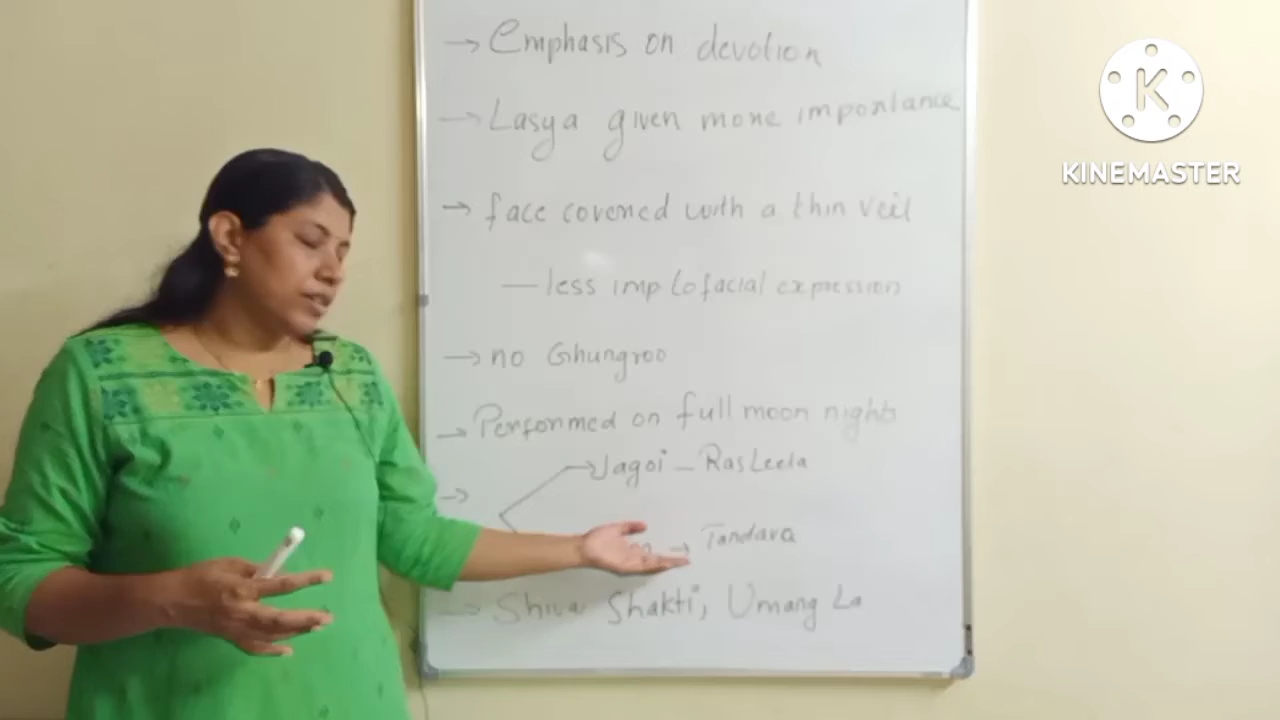 → Emphasis on devotion
→ Lasya given more importance
→ face covered with a thin veil
— less imp to facial expression
→ no Ghungroo
→ Performed on full moon nights
→ Jagoi - Ras Leela
→ Tandava
→ Shiva Shakti, Umang La
K
KINEMASTER